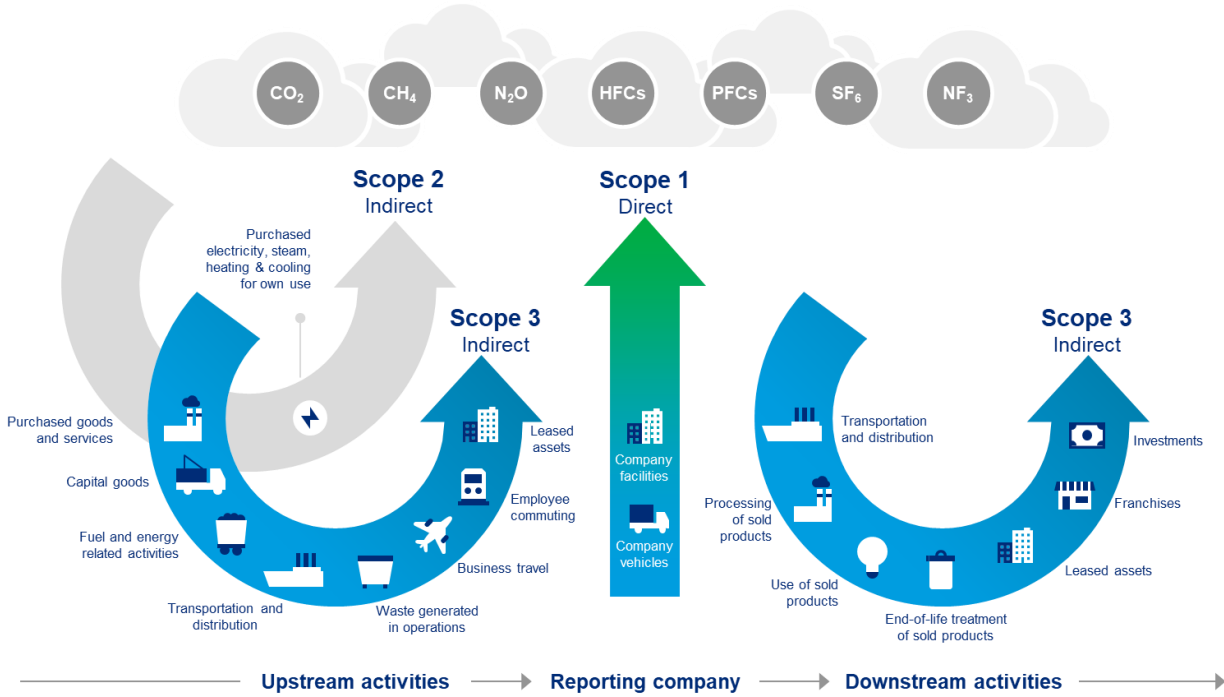 CO₂
CH₄
N₂O
HFCs
PFCs
SF₆
NF₃
Scope 2
Indirect
Scope 1
Direct
Purchased
electricity, steam,
heating & cooling
for own use
Scope 3
Indirect
Scope 3
Indirect
Purchased goods
and services
Capital goods
Fuel and energy
related activities
Transportation and
distribution
Waste generated
in operations
Business travel
Employee
commuting
Leased
assets
Company
facilities
Company
vehicles
Transportation
and distribution
Processing
of sold
products
Use of sold
products
End-of-life treatment
of sold products
Leased assets
Franchises
Investments
Upstream activities
Reporting company
Downstream activities